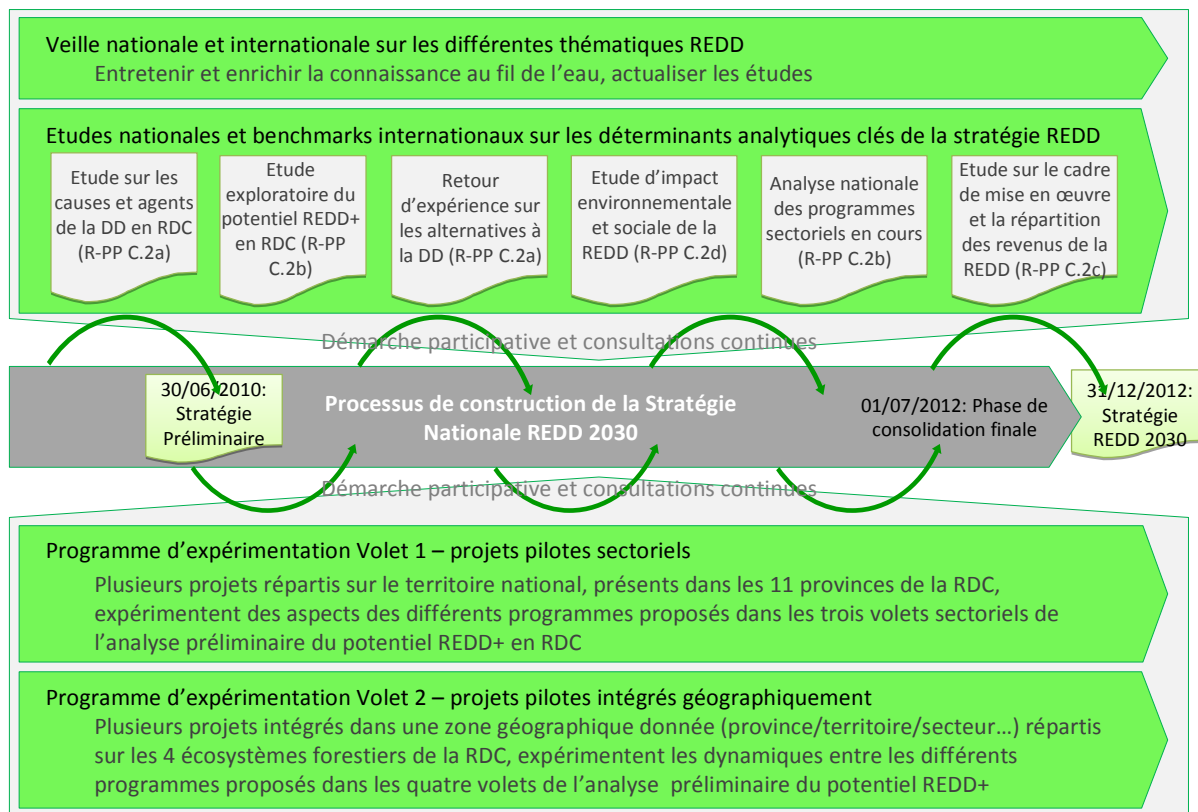 Veille nationale et internationale sur les différentes thématiques REDD
Entretenir et enrichir la connaissance au fil de l'eau, actualiser les études
Etudes nationales et benchmarks internationaux sur les déterminants analytiques clés de la stratégie REDD
Etude sur les
causes et agents
de la DD en RDC
(R-PP C.2a)
Etude
exploratoire du
potentiel REDD+
en RDC (R-PP
C.2b)
Retour
d'expérience sur
les alternatives à
la DD (R-PP C.2a)
Etude d'impact
environnementale
et sociale de la
REDD (R-PP C.2d)
Analyse nationale
des programmes
sectoriels en cours
(R-PP C.2b)
Etude sur le cadre
de mise en œuvre
et la répartition
des revenus de la
REDD (R-PP C.2c)
Démarche participative et consultations continues
30/06/2010:
Stratégie
Préliminaire
Processus de construction de la Stratégie
Nationale REDD 2030
01/07/2012: Phase de
consolidation finale
31/12/2012:
Stratégie
REDD 2030
Démarche participative et consultations continues
Programme d'expérimentation Volet 1 – projets pilotes sectoriels
Plusieurs projets répartis sur le territoire national, présents dans les 11 provinces de la RDC,
expérimentent des aspects des différents programmes proposés dans les trois volets sectoriels de
l'analyse préliminaire du potentiel REDD+ en RDC
Programme d'expérimentation Volet 2 – projets pilotes intégrés géographiquement
Plusieurs projets intégrés dans une zone géographique donnée (province/territoire/secteur…) répartis
sur les 4 écosystèmes forestiers de la RDC, expérimentent les dynamiques entre les différents
programmes proposés dans les quatre volets de l'analyse préliminaire du potentiel REDD+